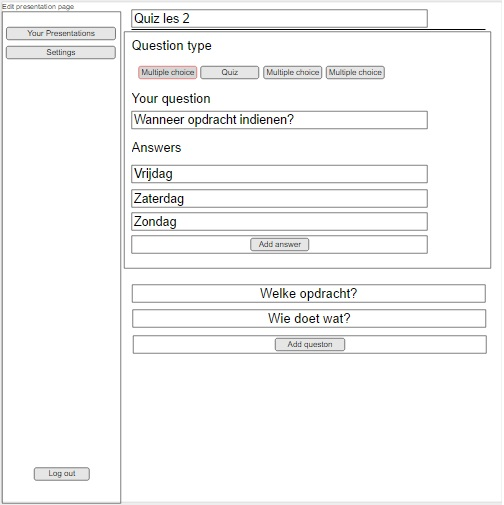 Edit presentation page
Your Presentations
Settings
Log out
Quiz les 2
Question type
Multiple choice Quiz Multiple choice Multiple choice
Your question
Wanneer opdracht indienen?
Answers
Vrijdag
Zaterdag
Zondag
Add answer
Welke opdracht?
Wie doet wat?
Add queston